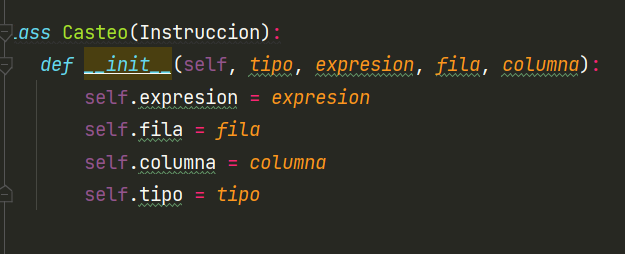 lass Casteo(Instruccion):
def __init__(self, tipo, expresion, fila, columna):
self.expresion = expresion
self.fila = fila
self.columna = columna
self.tipo = tipo